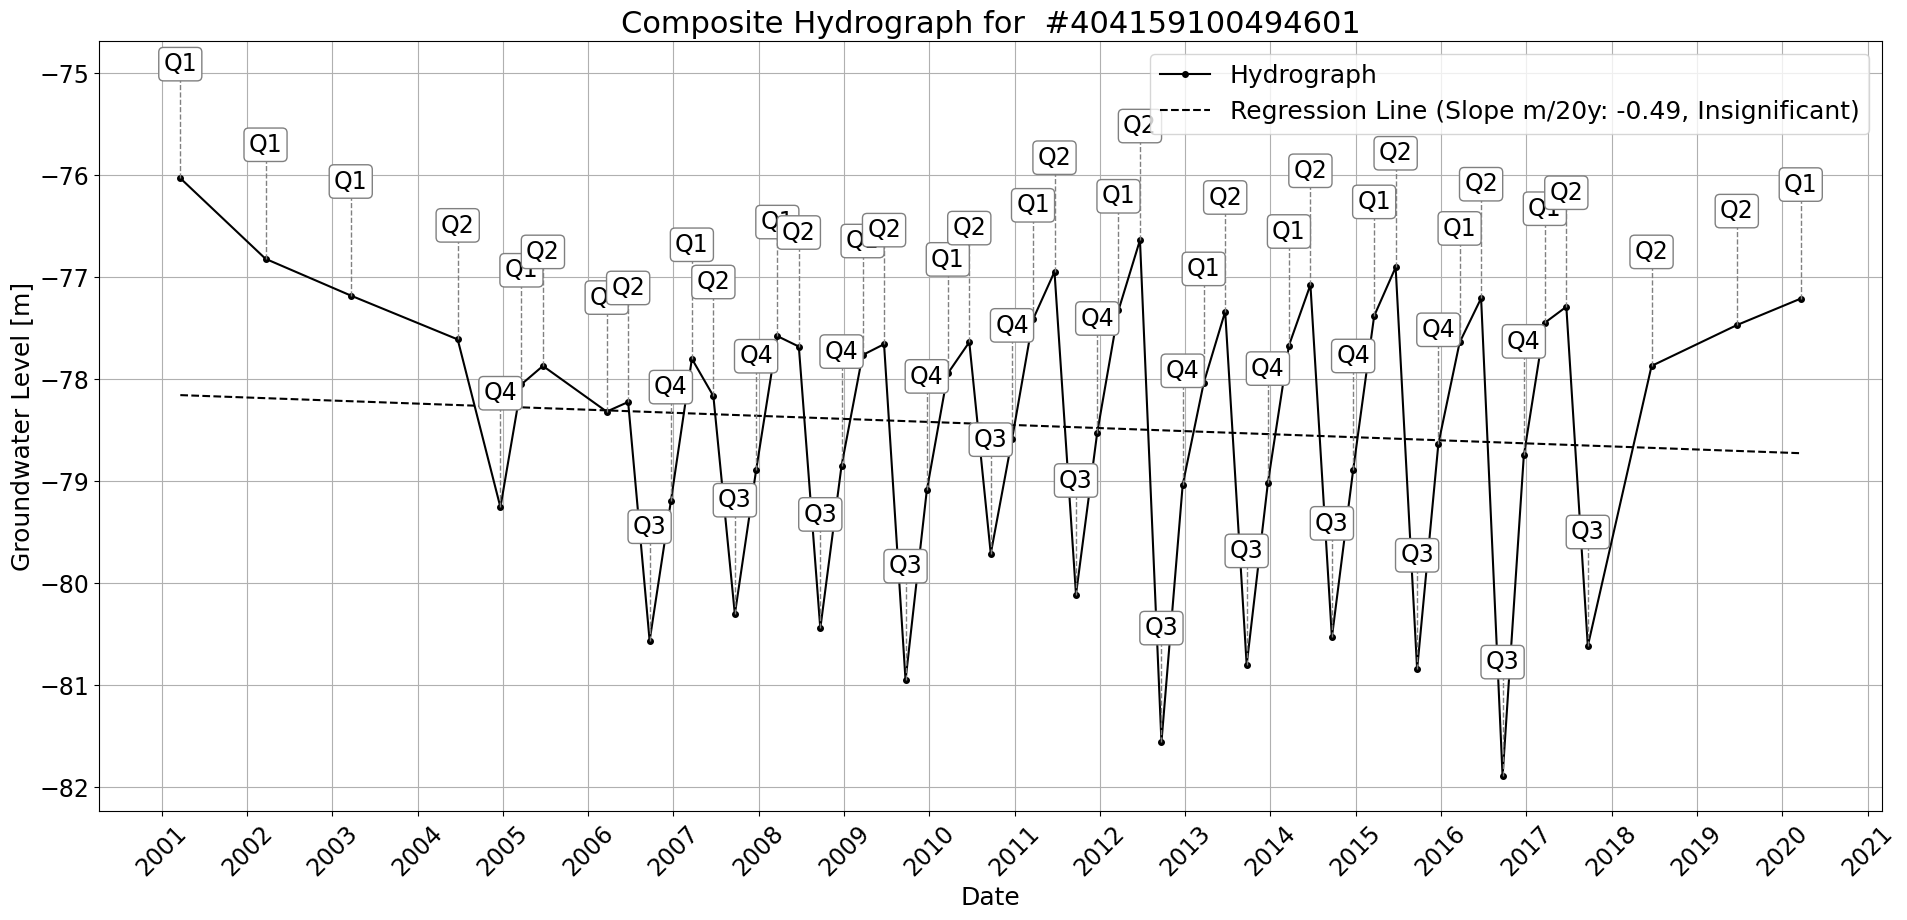 Composite Hydrograph for  #404159100494601
Hydrograph
Regression Line (Slope m/20y: -0.49, Insignificant)
Groundwater Level [m]
−75
−76
−77
−78
−79
−80
−81
−82
Q1
Q1
Q1
Q2
Q4
Q1
Q2
Q2
Q3
Q4
Q1
Q2
Q3
Q4
Q1
Q2
Q3
Q4
Q2
Q3
Q4
Q1
Q2
Q3
Q4
Q1
Q2
Q3
Q4
Q1
Q2
Q3
Q4
Q1
Q2
Q3
Q4
Q1
Q2
Q3
Q4
Q1
Q2
Q3
Q4
Q1
Q2
Q3
Q4
Q1
Q2
Q3
Q2
Q2
Q1
2001
2002
2003
2004
2005
2006
2007
2008
2009
2010
2011
2012
2013
2014
2015
2016
2017
2018
2019
2020
2021
Date